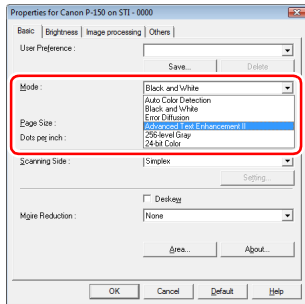 Properties for Canon P-150 on STI - 0000
Basic Brightness Image processing Others
User Preference :
Save... Delete
Mode : Black and White
Auto Color Detection
Black and White
Error Diffusion
Page Size : Advanced Text Enhancement II
256-level Gray
Dots per inch : 24-bit Color
Scanning Side : Simplex
Setting...
Deskew
Moire Reduction : None
Area... About...
OK Cancel Default Help